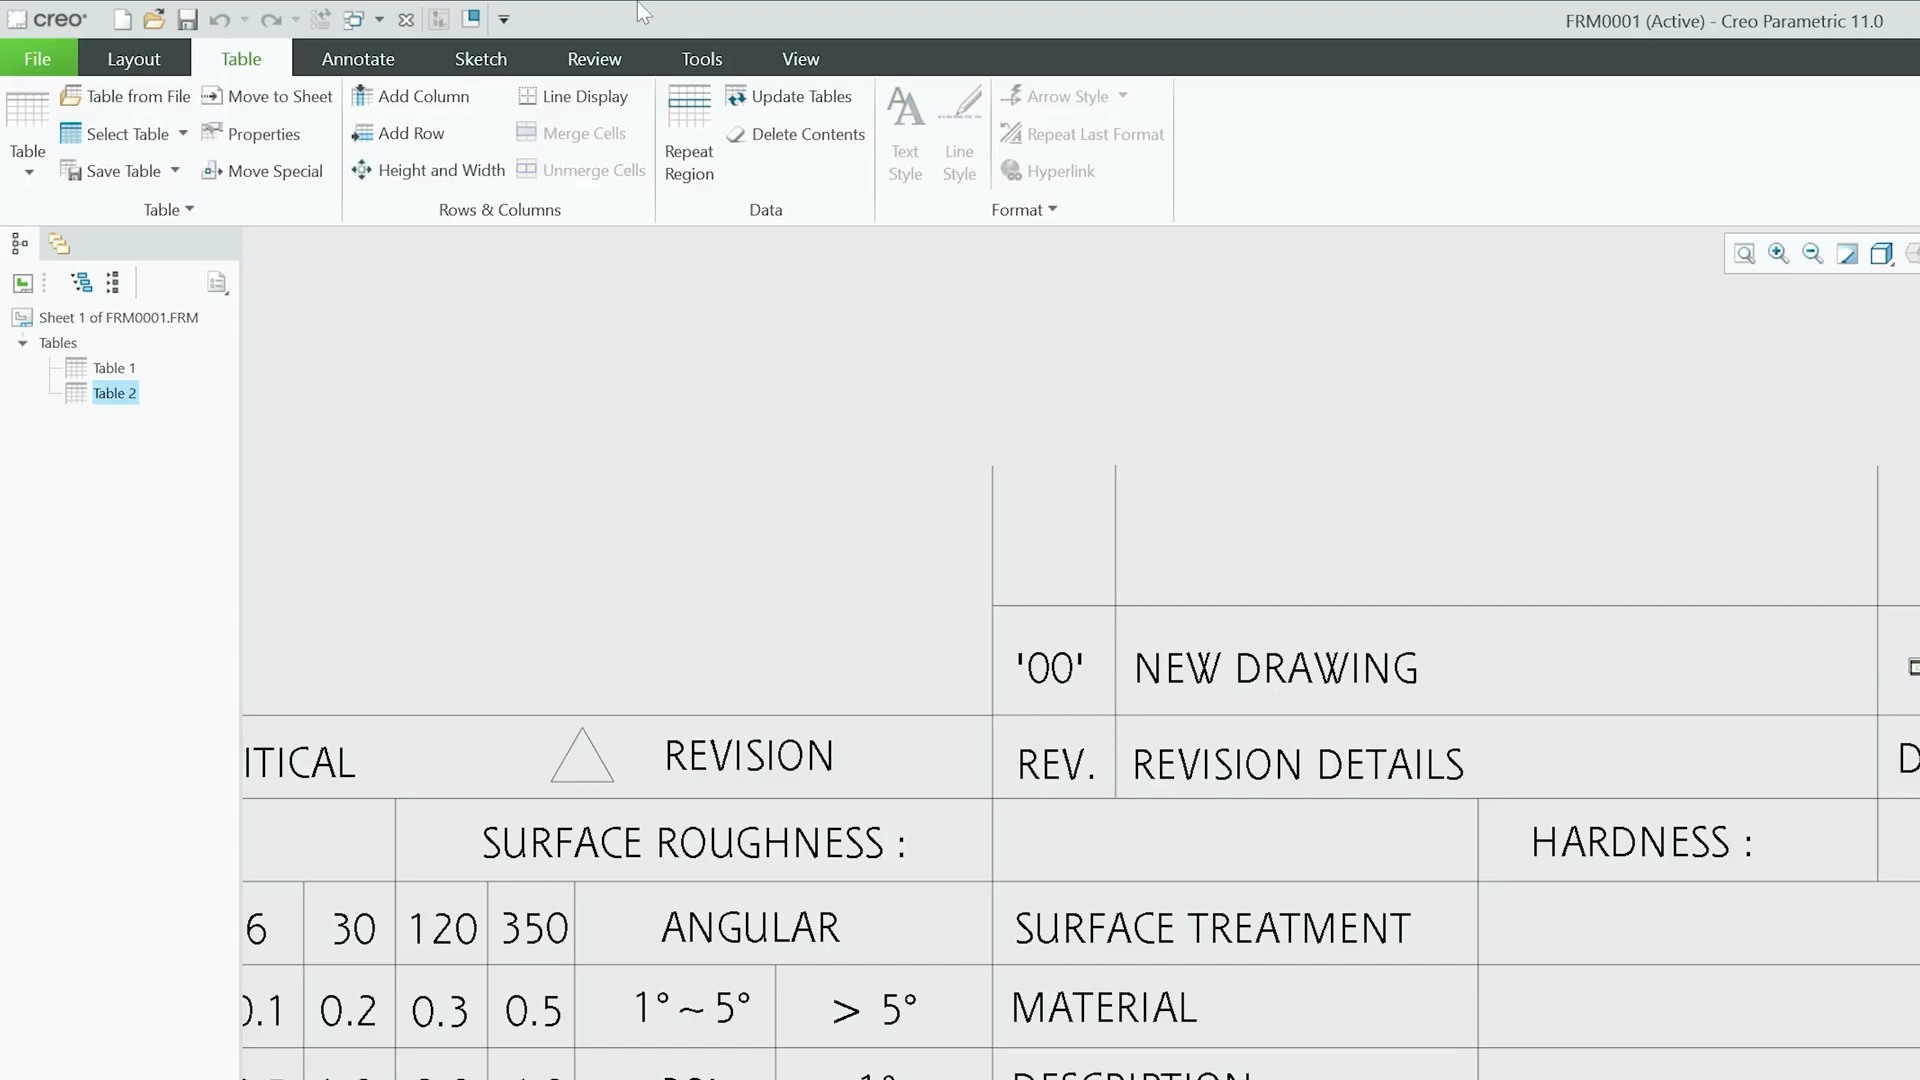 creo
FRM0001 (Active) - Creo Parametric 11.0
File Layout Table Annotate Sketch Review Tools View
Table
Table from File
Select Table
Save Table
Move to Sheet
Properties
Move Special
Table
Add Column
Add Row
Height and Width
Line Display
Merge Cells
Unmerge Cells
Rows & Columns
Repeat
Region
Update Tables
Delete Contents
Data
Text
Style
Line
Style
Arrow Style
Repeat Last Format
Hyperlink
Format
Sheet 1 of FRM0001.FRM
Tables
Table 1
Table 2
'00' NEW DRAWING
ITICAL REVISION REV. REVISION DETAILS D
SURFACE ROUGHNESS : HARDNESS :
6 30 120 350 ANGULAR SURFACE TREATMENT
0.1 0.2 0.3 0.5 1°~5° > 5° MATERIAL
DESCRIPTION